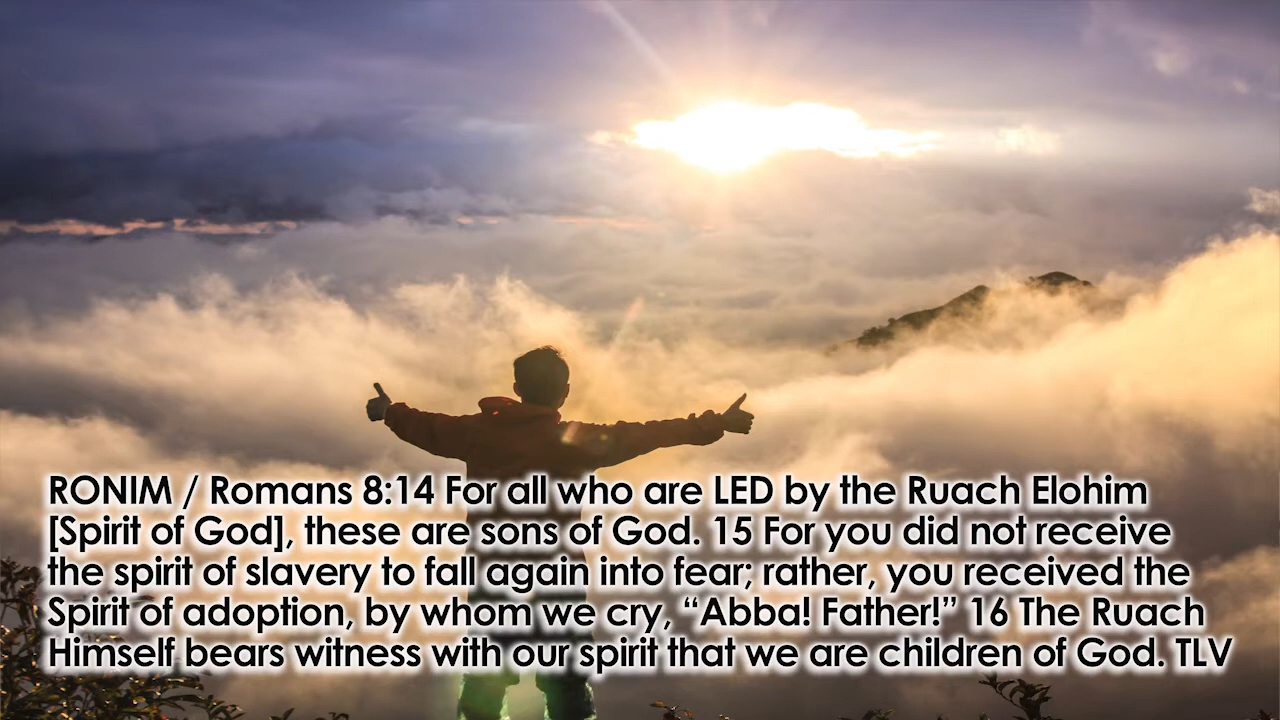 RONIM / Romans 8:14 For all who are LED by the Ruach Elohim
[Spirit of God], these are sons of God. 15 For you did not receive
the spirit of slavery to fall again into fear; rather, you received the
Spirit of adoption, by whom we cry, “Abba! Father!” 16 The Ruach
Himself bears witness with our spirit that we are children of God. TLV